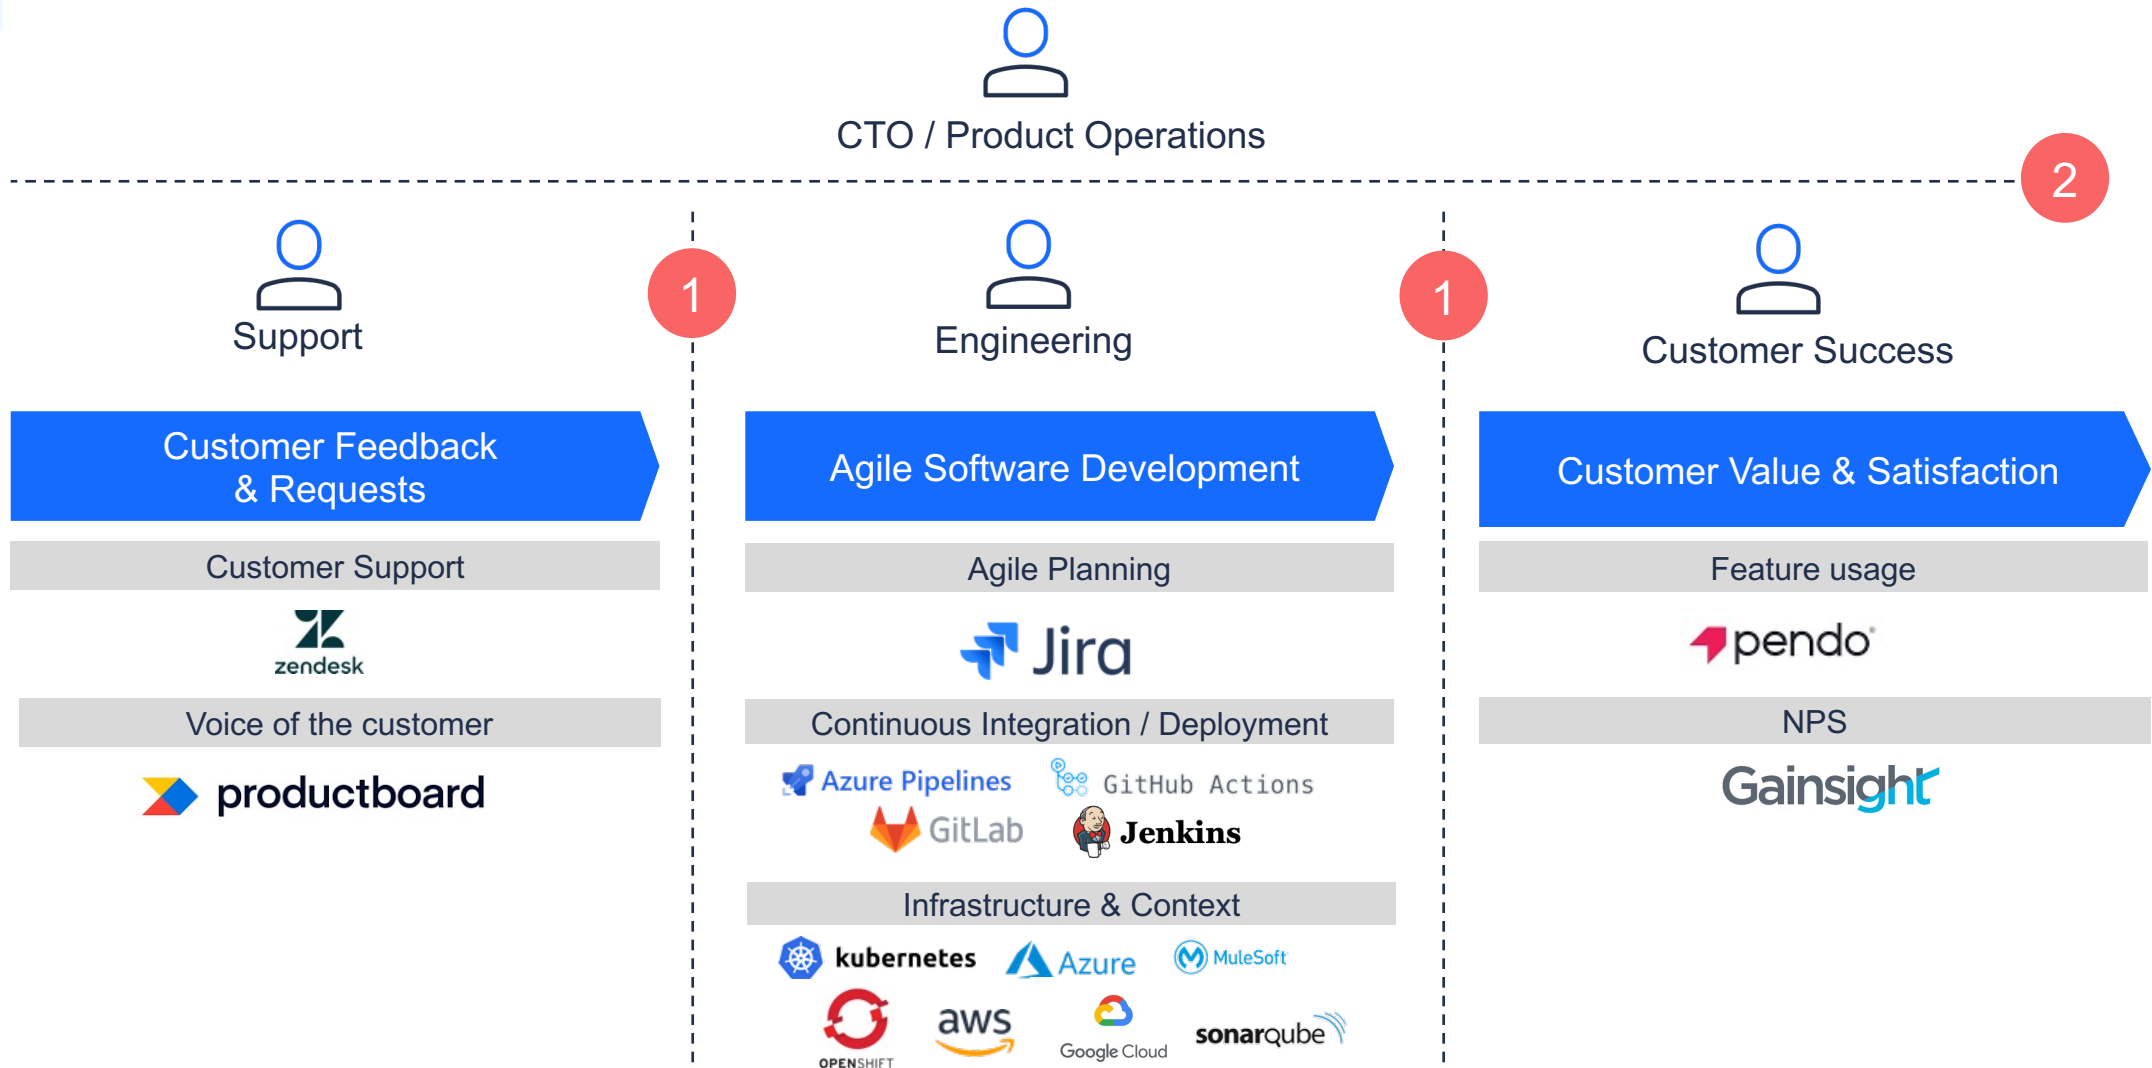 CTO / Product Operations
2
Support
1
Engineering
1
Customer Success
Customer Feedback
& Requests
Agile Software Development
Customer Value & Satisfaction
Customer Support
Agile Planning
Feature usage
zendesk
Jira
pendo
Voice of the customer
Continuous Integration / Deployment
NPS
productboard
Azure Pipelines
GitHub Actions
Gainsight
GitLab
Jenkins
Infrastructure & Context
kubernetes
Azure
MuleSoft
OPENSHIFT
aws
Google Cloud
sonarqube